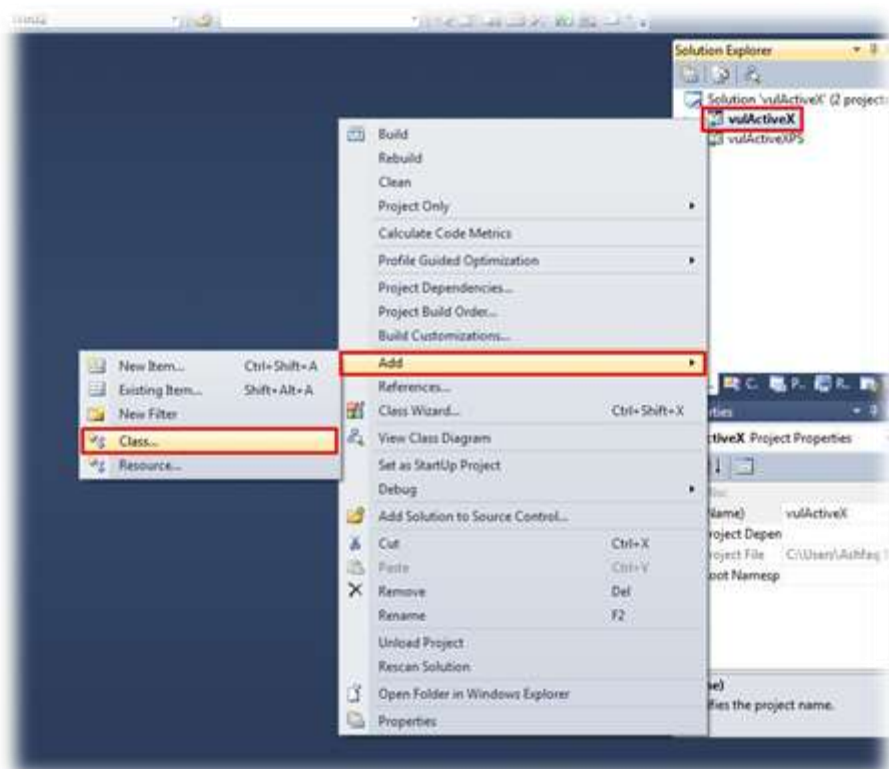 Solution Explorer
Solution 'vulActiveX' (2 project
vulActiveX
vulActiveXPS
Build
Rebuild
Clean
Project Only
Calculate Code Metrics
Profile Guided Optimization
Project Dependencies...
Project Build Order...
Build Customizations...
Add
References...
Class Wizard... Ctrl+Shift+X
View Class Diagram
Set as StartUp Project
Debug
Add Solution to Source Control...
Cut Ctrl+X
Paste Ctrl+V
Remove Del
Rename F2
Unload Project
Rescan Solution
Open Folder in Windows Explorer
Properties
New Item... Ctrl+Shift+A
Existing Item... Shift+Alt+A
New Filter
Class...
Resource...
C. P.. R..
rties
ctiveX Project Properties
Name) vulActiveX
roject Depen
roject File C:\Users\Ashfaq
oot Namesp
ne)
ifies the project name.